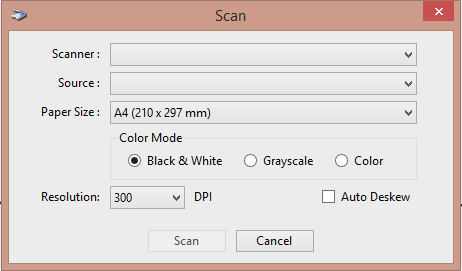 Scan
Scanner :
Source :
Paper Size : A4 (210 x 297 mm)
Color Mode
Black & White Grayscale Color
Resolution: 300 DPI Auto Deskew
Scan Cancel